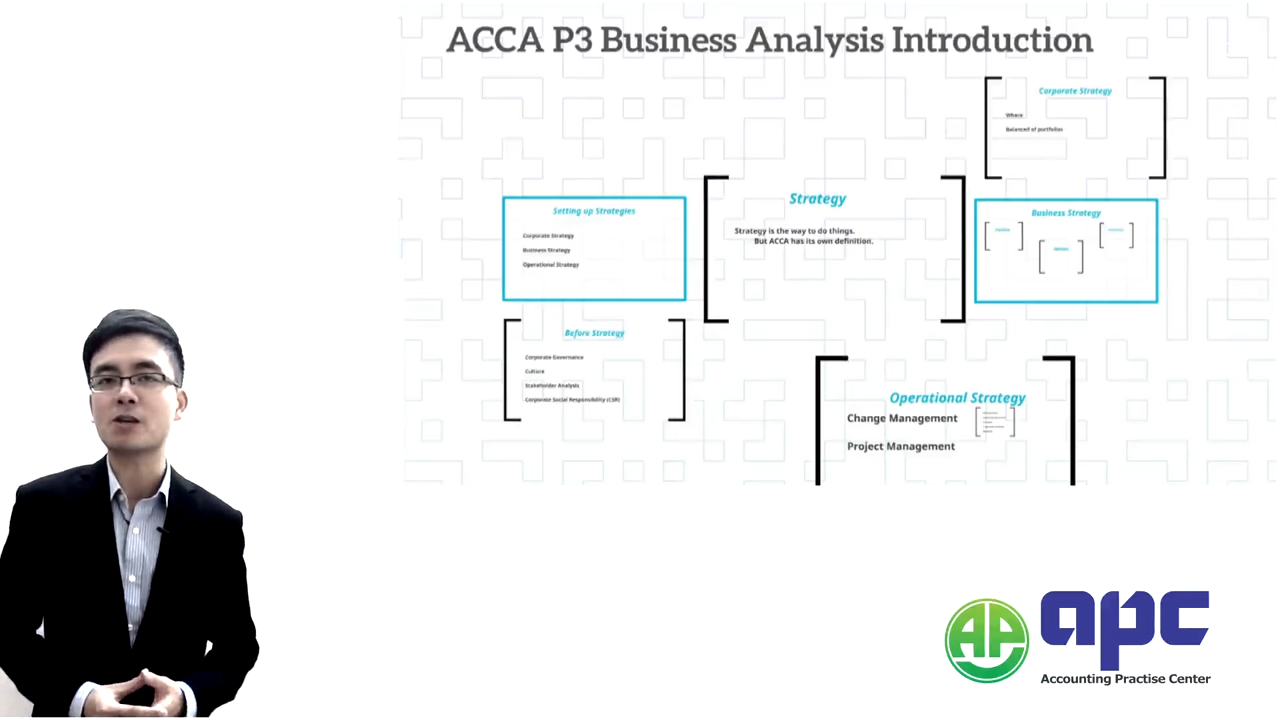 ACCA P3 Business Analysis Introduction
Corporate Strategy
Where
Balanced of portfolios
Setting up Strategies
Corporate Strategy
Business Strategy
Operational Strategy
Strategy
Strategy is the way to do things.
But ACCA has its own definition.
Business Strategy
Before Strategy
Corporate Governance
Culture
Stakeholder Analysis
Corporate Social Responsibility (CSR)
Operational Strategy
Change Management
Project Management
AP
apc
Accounting Practise Center